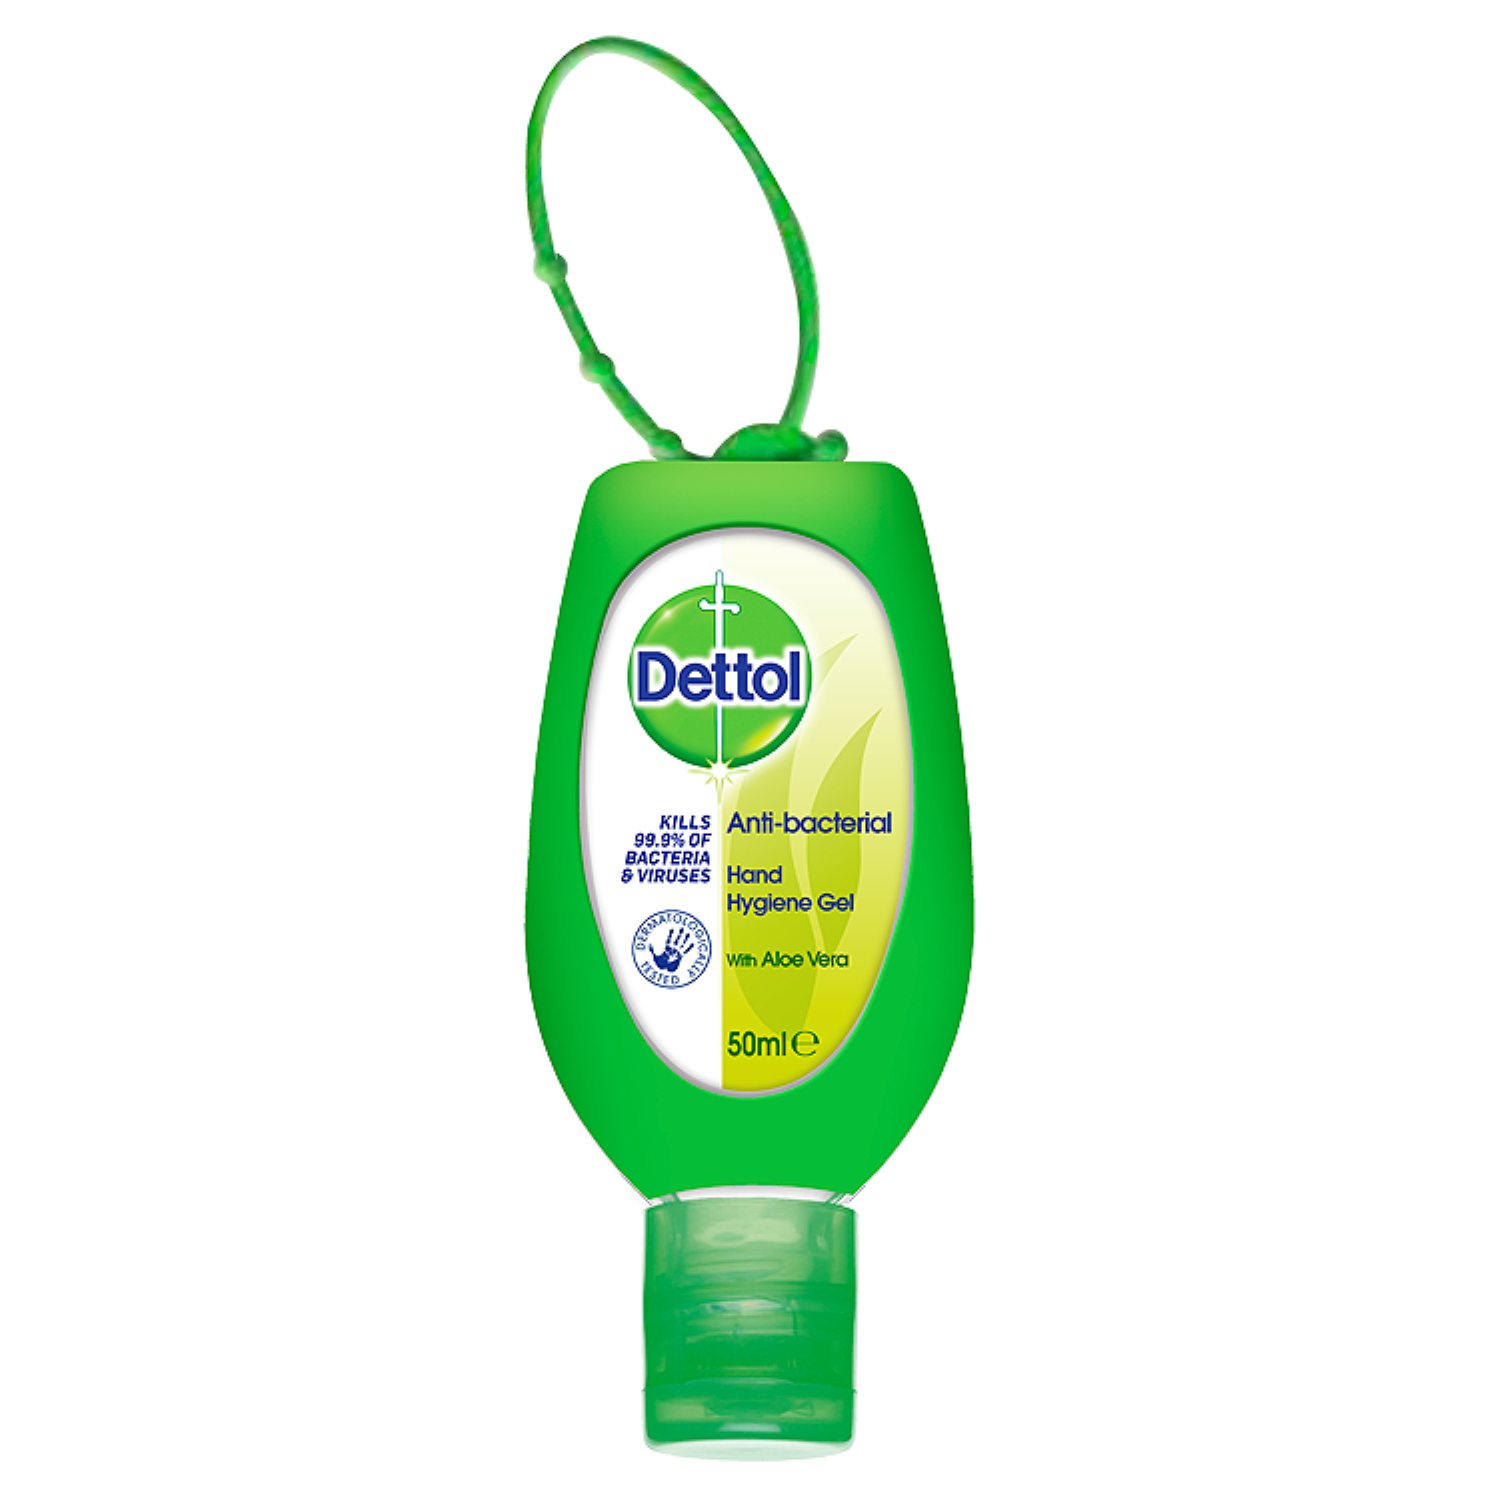 Dettol
KILLS
99.9% OF
BACTERIA
& VIRUSES
DERMATOLOGICALLY
TESTED
Anti-bacterial
Hand
Hygiene Gel
With Aloe Vera
50ml ℮